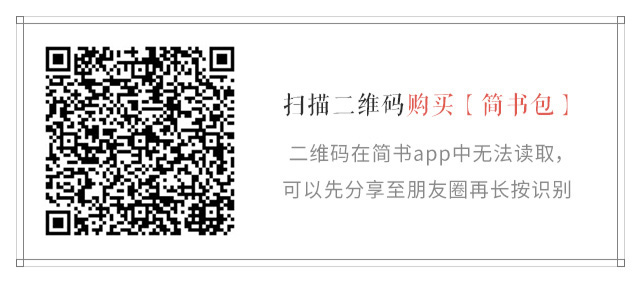 扫描二维码购买【简书包】
二维码在简书app中无法读取，
可以先分享至朋友圈再长按识别